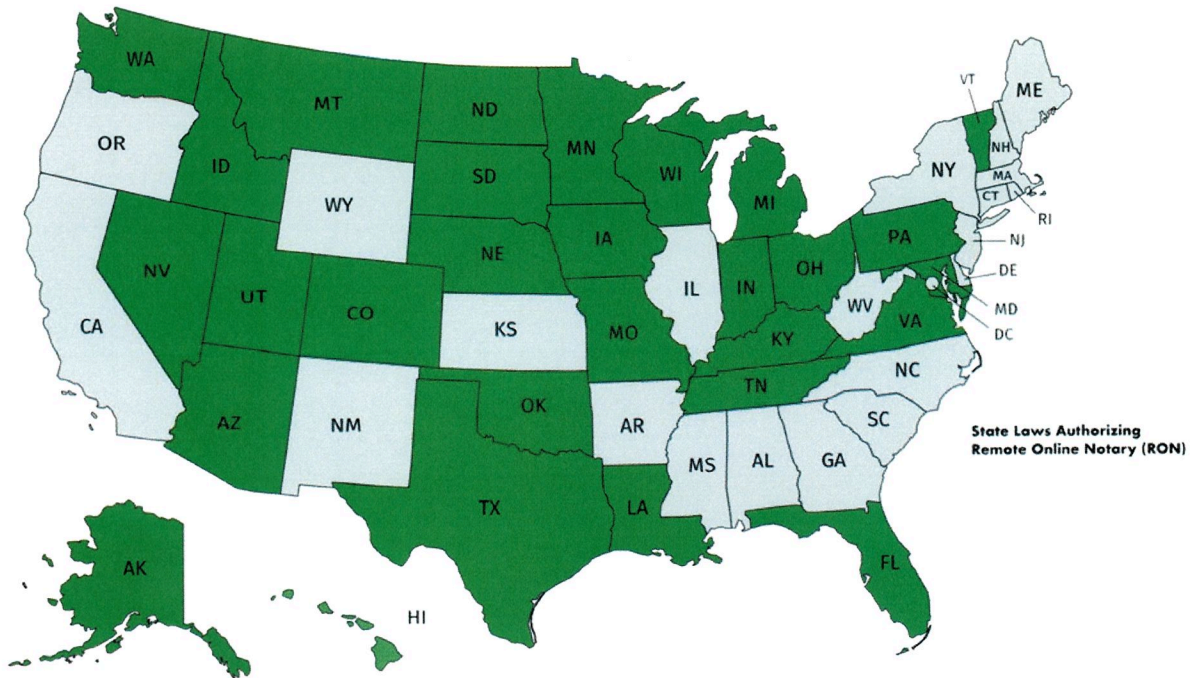 WA
MT
ND
MN
VT
ME
OR
ID
SD
WI
MI
NY
NH
MA
CT
RI
WY
NE
IA
PA
NJ
NV
UT
CO
IL
IN
OH
DE
MD
DC
CA
KS
MO
KY
WV
VA
AZ
NM
OK
AR
TN
NC
SC
State Laws Authorizing
Remote Online Notary (RON)
TX
LA
MS
AL
GA
AK
HI
FL